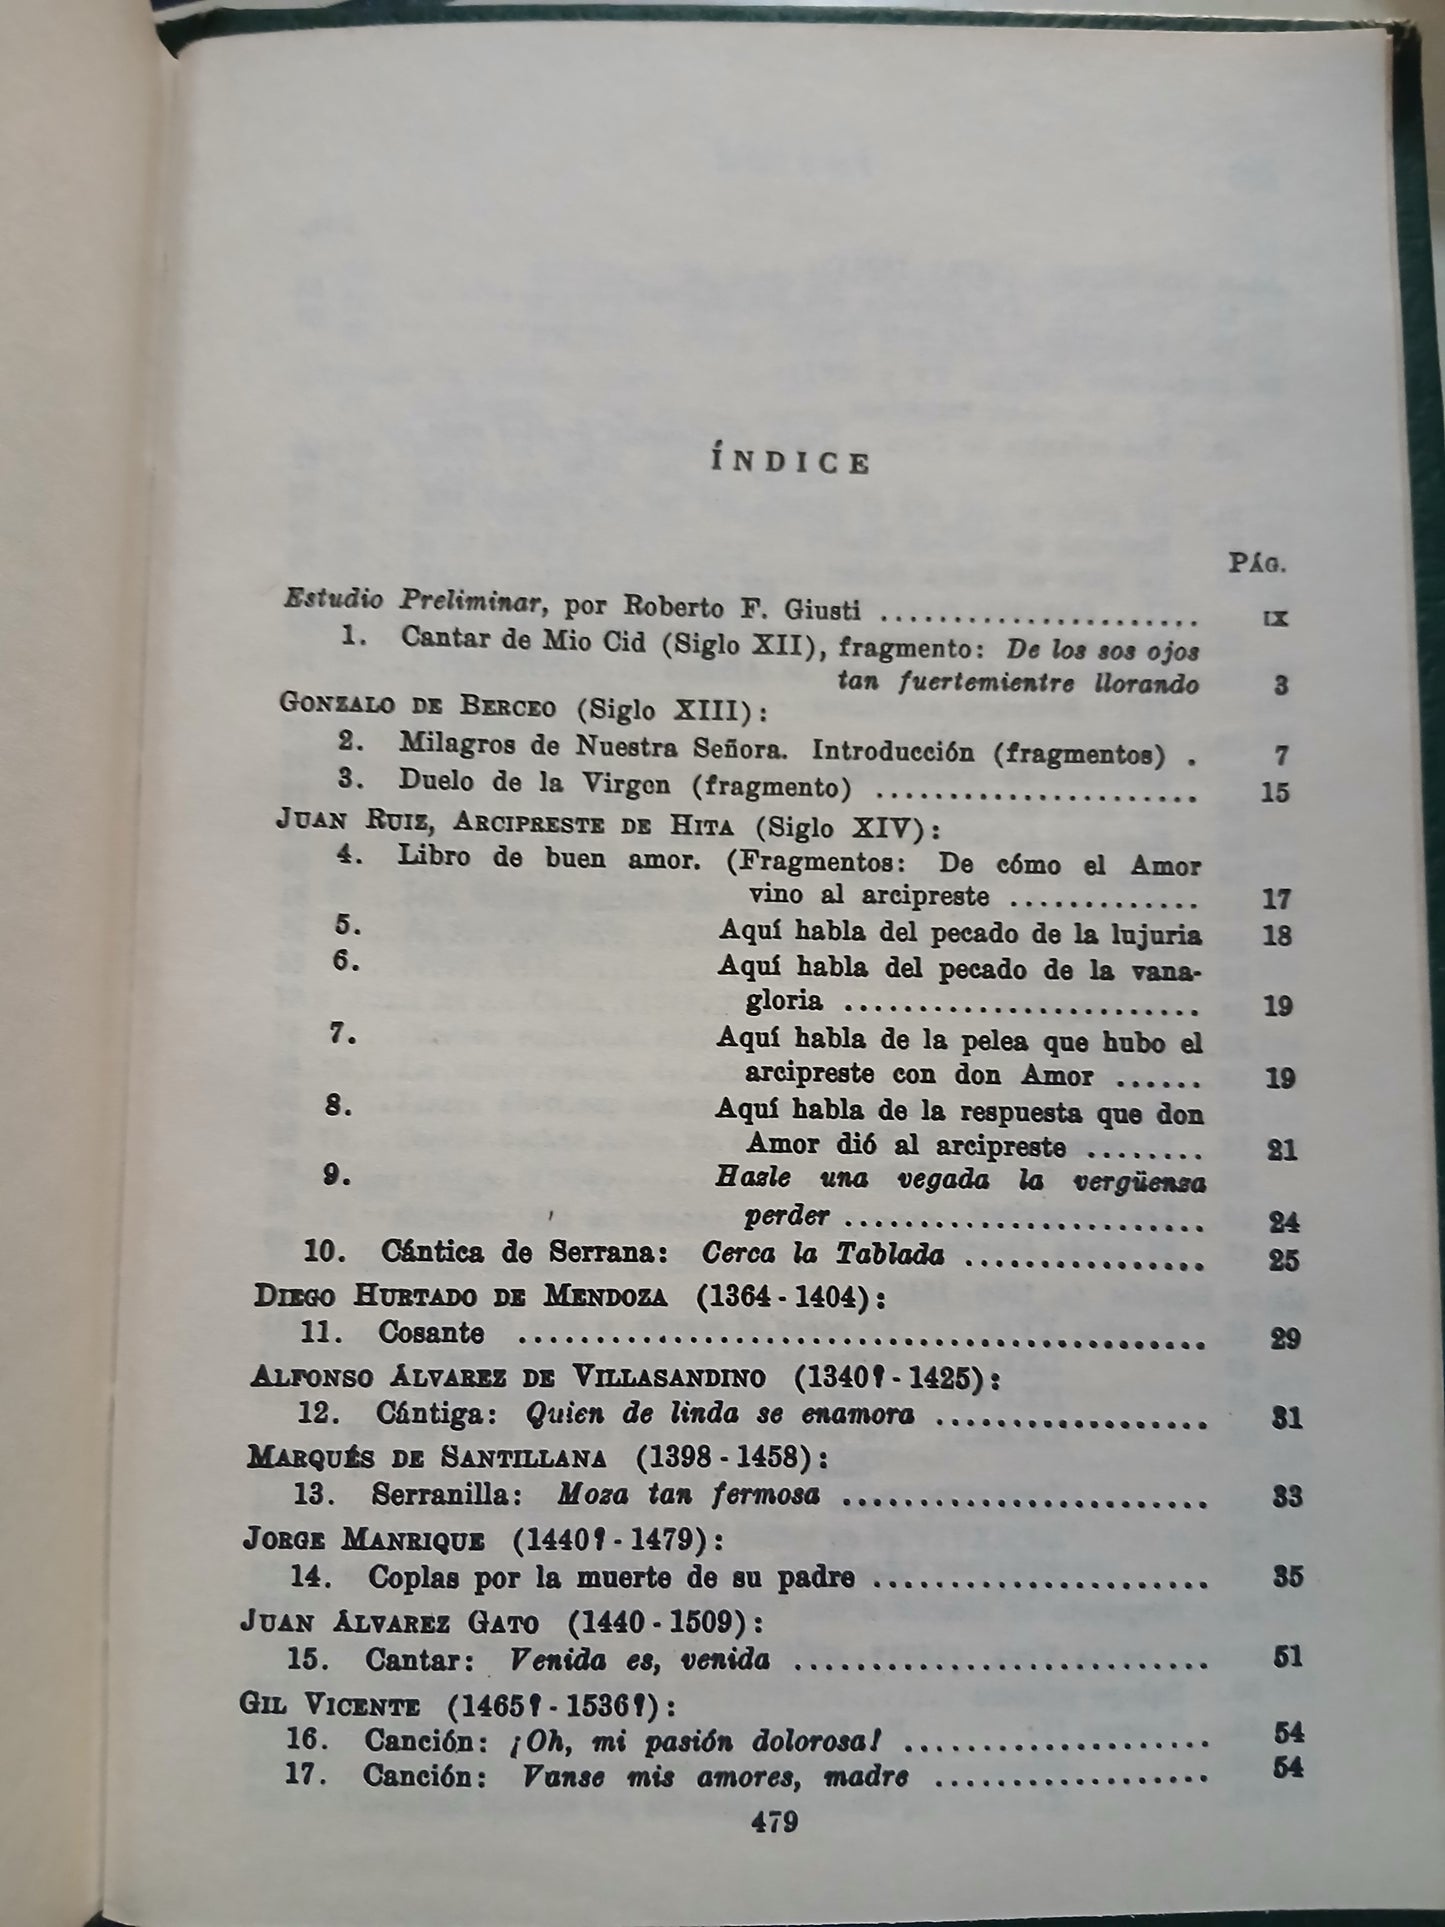 ÍNDICE
PÁG.
Estudio Preliminar, por Roberto F. Giusti ...................... IX
1. Cantar de Mio Cid (Siglo XII), fragmento: De los sos ojos
tan fuertemientre llorando 3
GONZALO DE BERCEO (Siglo XIII):
2. Milagros de Nuestra Señora. Introducción (fragmentos) . 7
3. Duelo de la Virgen (fragmento) ...................... 15
JUAN RUIZ, ARCIPRESTE DE HITA (Siglo XIV):
4. Libro de buen amor. (Fragmentos: De cómo el Amor
vino al arcipreste ............. 17
5. Aquí habla del pecado de la lujuria 18
6. Aquí habla del pecado de la vana-
gloria ........................ 19
7. Aquí habla de la pelea que hubo el
arcipreste con don Amor ...... 19
8. Aquí habla de la respuesta que don
Amor dió al arcipreste ........ 21
9. Hazle una vegada la vergüenza
perder ......................... 24
10. Cántica de Serrana: Cerca la Tablada ................ 25
DIEGO HURTADO DE MENDOZA (1364 - 1404):
11. Cosante ............................................... 29
ALFONSO ÁLVAREZ DE VILLASANDINO (1340? - 1425):
12. Cántiga: Quien de linda se enamora .................. 31
MARQUÉS DE SANTILLANA (1398 - 1458):
13. Serranilla: Moza tan fermosa ........................ 33
JORGE MANRIQUE (1440? - 1479):
14. Coplas por la muerte de su padre ....................... 35
JUAN ÁLVAREZ GATO (1440 - 1509):
15. Cantar: Venida es, venida ............................ 51
GIL VICENTE (1465? - 1536?):
16. Canción: ¡Oh, mi pasión dolorosa! ..................... 54
17. Canción: Vanse mis amores, madre ................... 54
479